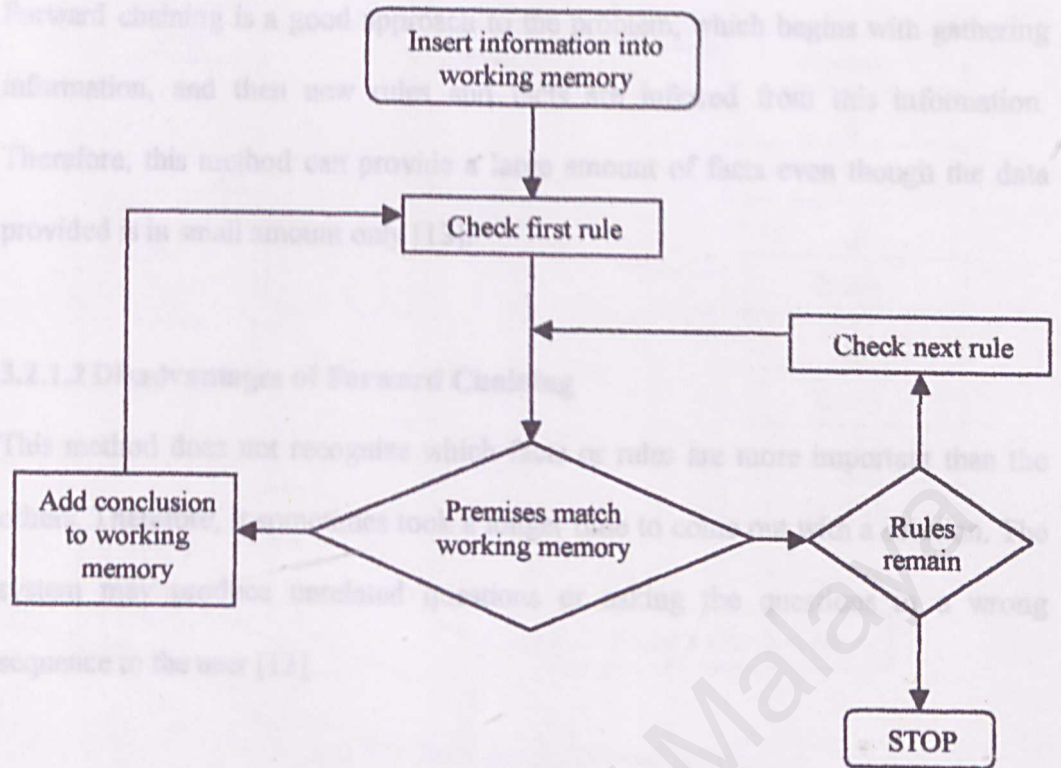 Forward chaining is a good approach to the problem, which begins with gathering
information, and then new rules and facts are inferred from this information.
Therefore, this method can provide a large amount of facts even though the data
provided is in small amount only
Insert information into
working memory
Check first rule
Check next rule
3.2.1.2 Disadvantages of Forward Chaining
This method does not recognize which facts or rules are more important than the
Therefore, sometimes took a longer time to come out with a The
system may produce unrelated questions or asking the questions in a wrong
sequence to the user
Add conclusion
to working
memory
Premises match
working memory
Rules
remain
STOP
Malaya